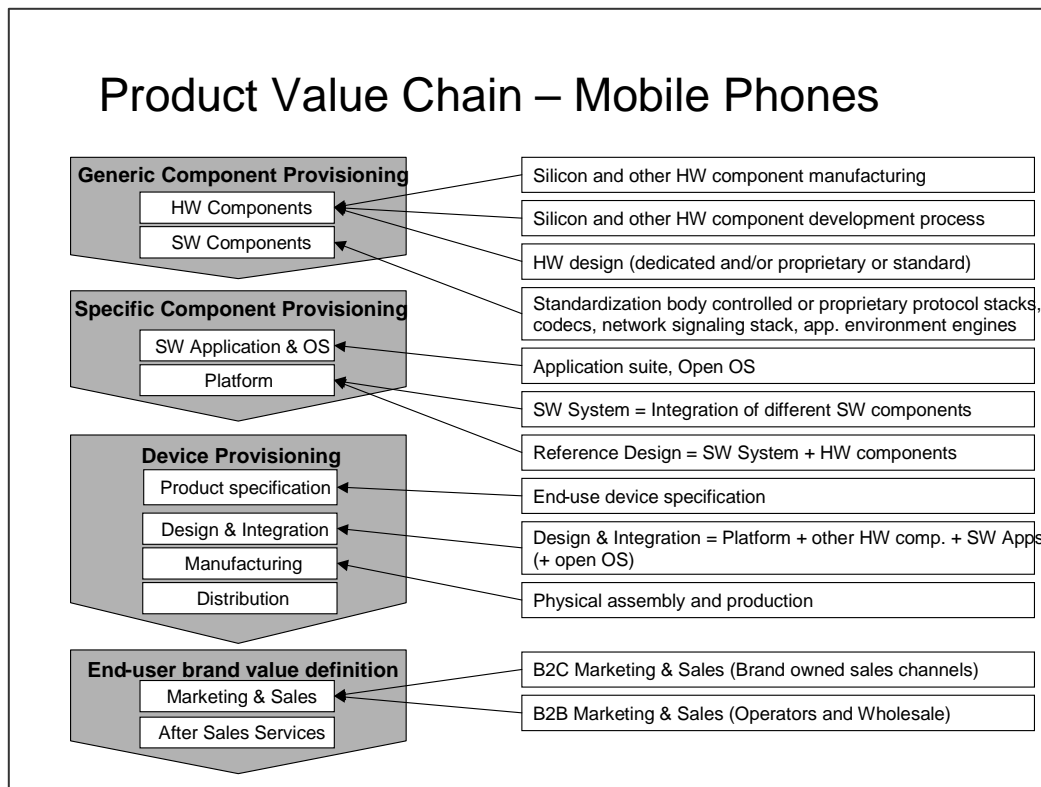 Product Value Chain – Mobile Phones
Generic Component Provisioning
HW Components
SW Components
Specific Component Provisioning
SW Application & OS
Platform
Device Provisioning
Product specification
Design & Integration
Manufacturing
Distribution
End-user brand value definition
Marketing & Sales
After Sales Services
Silicon and other HW component manufacturing
Silicon and other HW component development process
HW design (dedicated and/or proprietary or standard)
Standardization body controlled or proprietary protocol stacks,
codecs, network signaling stack, app. environment engines
Application suite, Open OS
SW System = Integration of different SW components
Reference Design = SW System + HW components
End-use device specification
Design & Integration = Platform + other HW comp. + SW Apps
(+ open OS)
Physical assembly and production
B2C Marketing & Sales (Brand owned sales channels)
B2B Marketing & Sales (Operators and Wholesale)